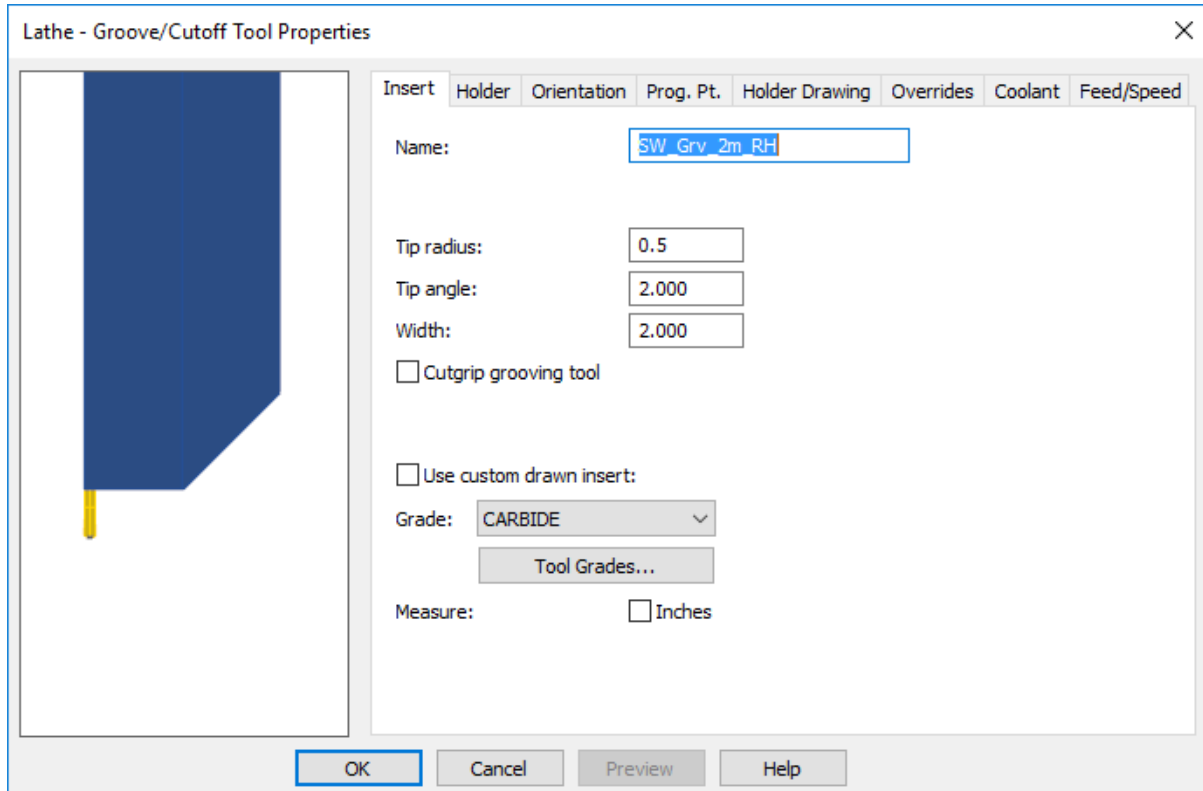 Lathe - Groove/Cutoff Tool Properties
Insert Holder Orientation Prog. Pt. Holder Drawing Overrides Coolant Feed/Speed
Name: SW_Grv_2m_RH
Tip radius: 0.5
Tip angle: 2.000
Width: 2.000
Cutgrip grooving tool
Use custom drawn insert:
Grade: CARBIDE
Tool Grades...
Measure: Inches
OK Cancel Preview Help